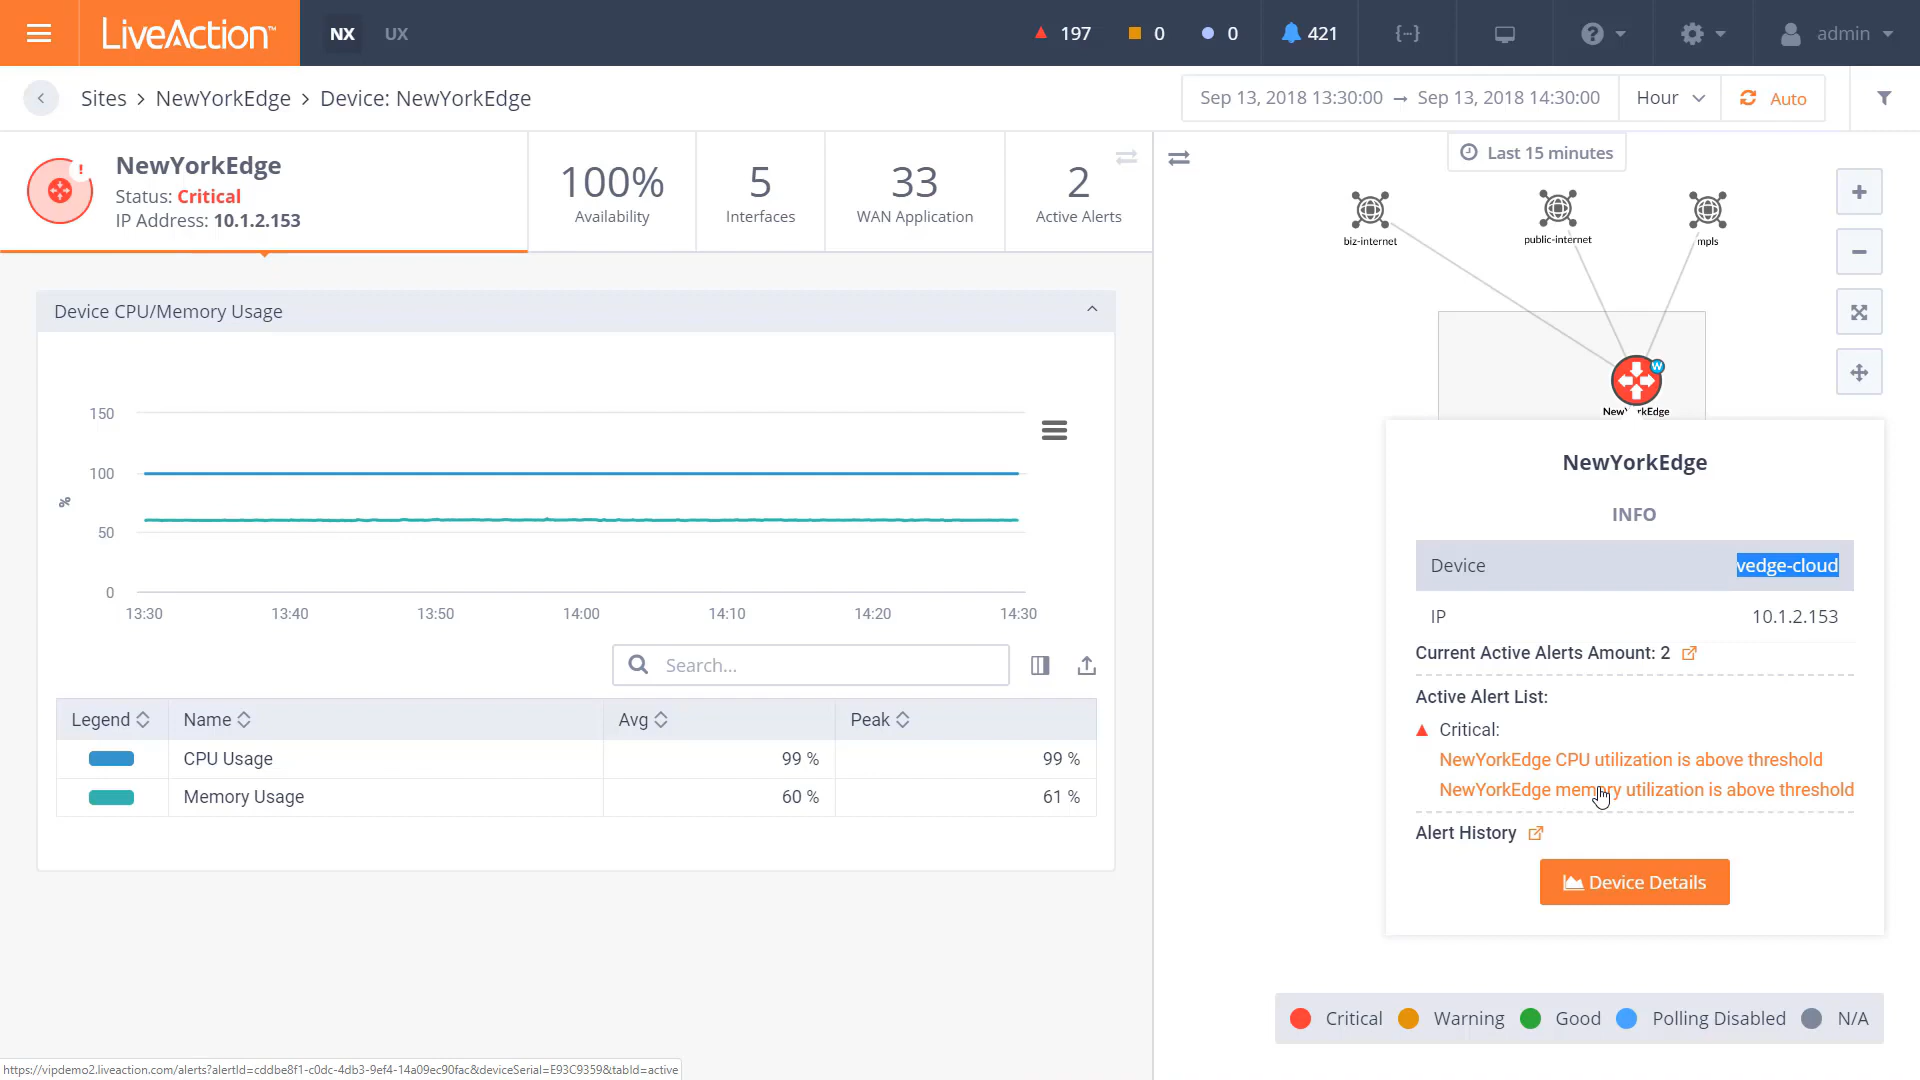 LiveAction™
NX UX
197 0 0 421 admin
Sites > NewYorkEdge > Device: NewYorkEdge
Sep 13, 2018 13:30:00 → Sep 13, 2018 14:30:00 Hour Auto
NewYorkEdge
Status: Critical
IP Address: 10.1.2.153
100%
Availability
5
Interfaces
33
WAN Application
2
Active Alerts
Device CPU/Memory Usage
150
100
50
0
%
13:30 13:40 13:50 14:00 14:10 14:20 14:30
Search...
Legend Name Avg Peak
CPU Usage 99 % 99 %
Memory Usage 60 % 61 %
Last 15 minutes
biz-internet public-internet mpls
W
NewYorkEdge
NewYorkEdge
INFO
Device vedge-cloud
IP 10.1.2.153
Current Active Alerts Amount: 2
Active Alert List:
Critical:
NewYorkEdge CPU utilization is above threshold
NewYorkEdge memory utilization is above threshold
Alert History
Device Details
Critical Warning Good Polling Disabled N/A
https://vipdemo2.liveaction.com/alerts?alertId=cddbe8f1-c0dc-4db3-9ef4-14a09ec90fac&deviceSerial=E93C9359&tabId=active